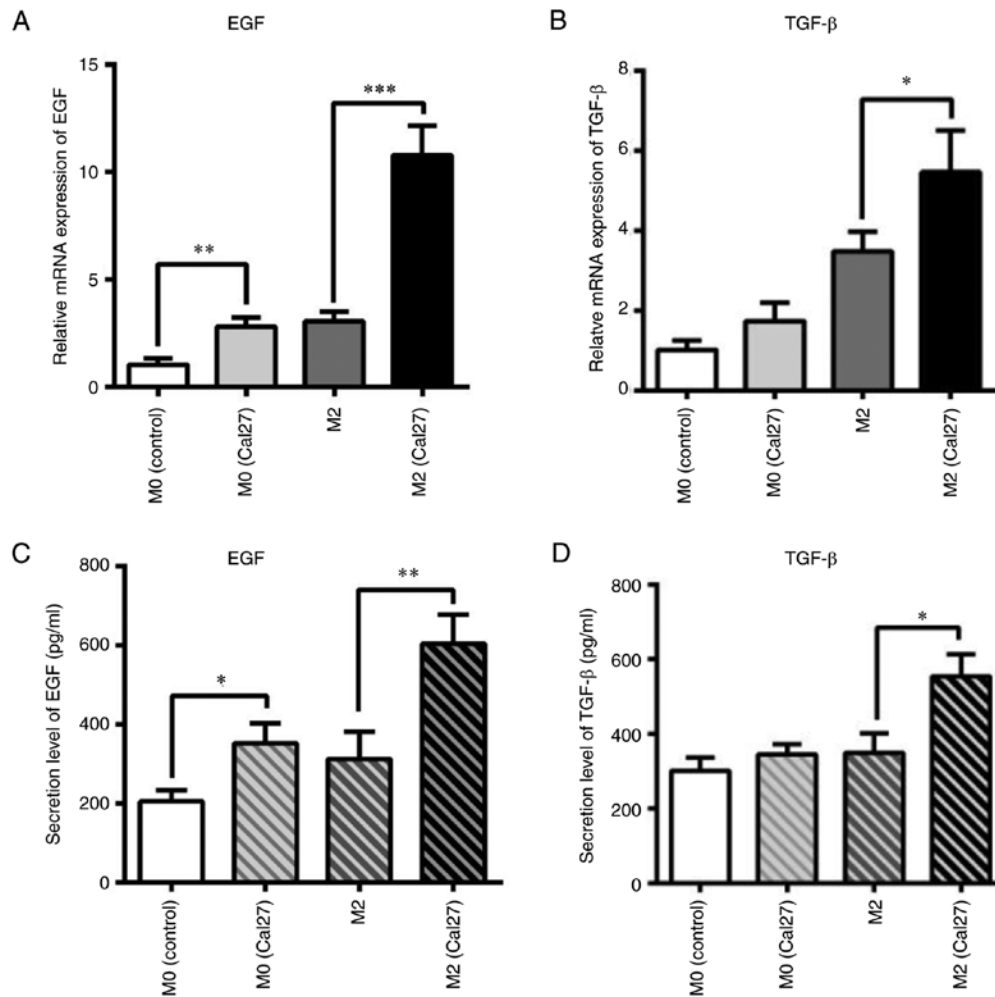 A
EGF
Relative mRNA expression of EGF
15
10
5
0
**
***
M0 (control)
M0 (Cal27)
M2
M2 (Cal27)
B
TGF-β
Relatve mRNA expression of TGF-β
8
6
4
2
0
*
M0 (control)
M0 (Cal27)
M2
M2 (Cal27)
C
EGF
Secretion level of EGF (pg/ml)
800
600
400
200
0
*
**
M0 (control)
M0 (Cal27)
M2
M2 (Cal27)
D
TGF-β
Secretion level of TGF-β (pg/ml)
800
600
400
200
0
*
M0 (control)
M0 (Cal27)
M2
M2 (Cal27)